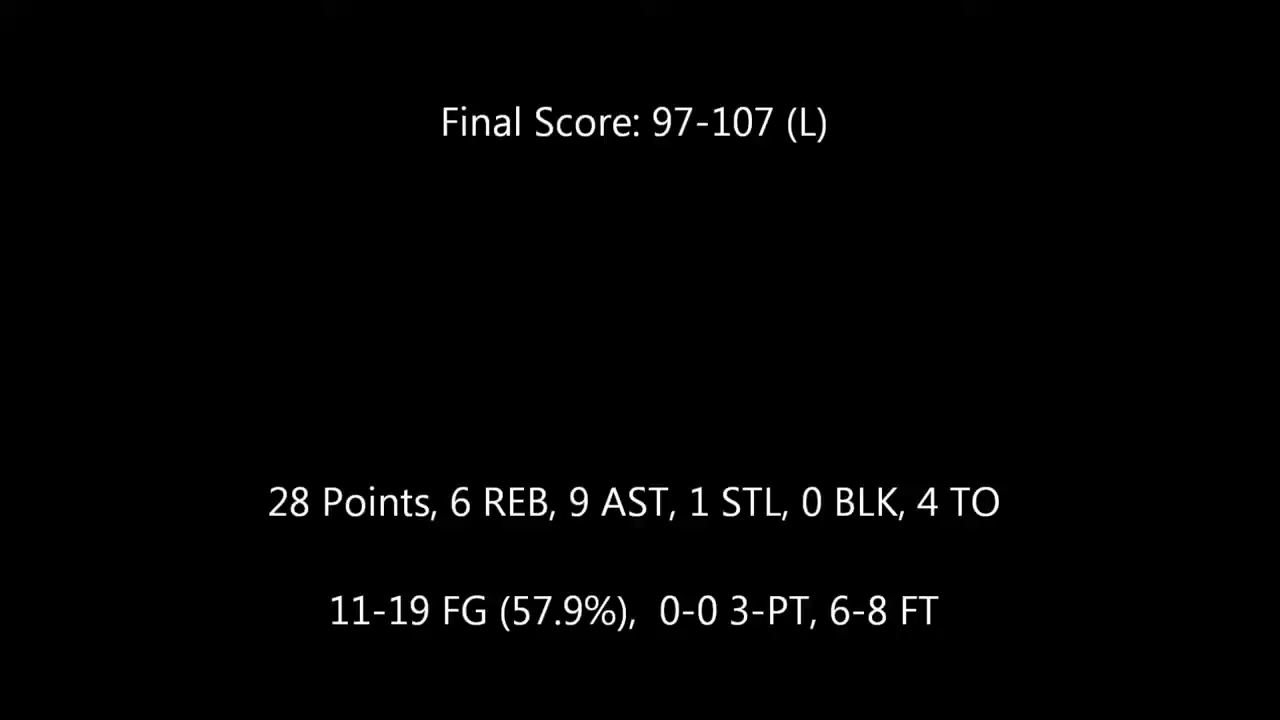 Final Score: 97-107 (L)
28 Points, 6 REB, 9 AST, 1 STL, 0 BLK, 4 TO
11-19 FG (57.9%),  0-0 3-PT, 6-8 FT